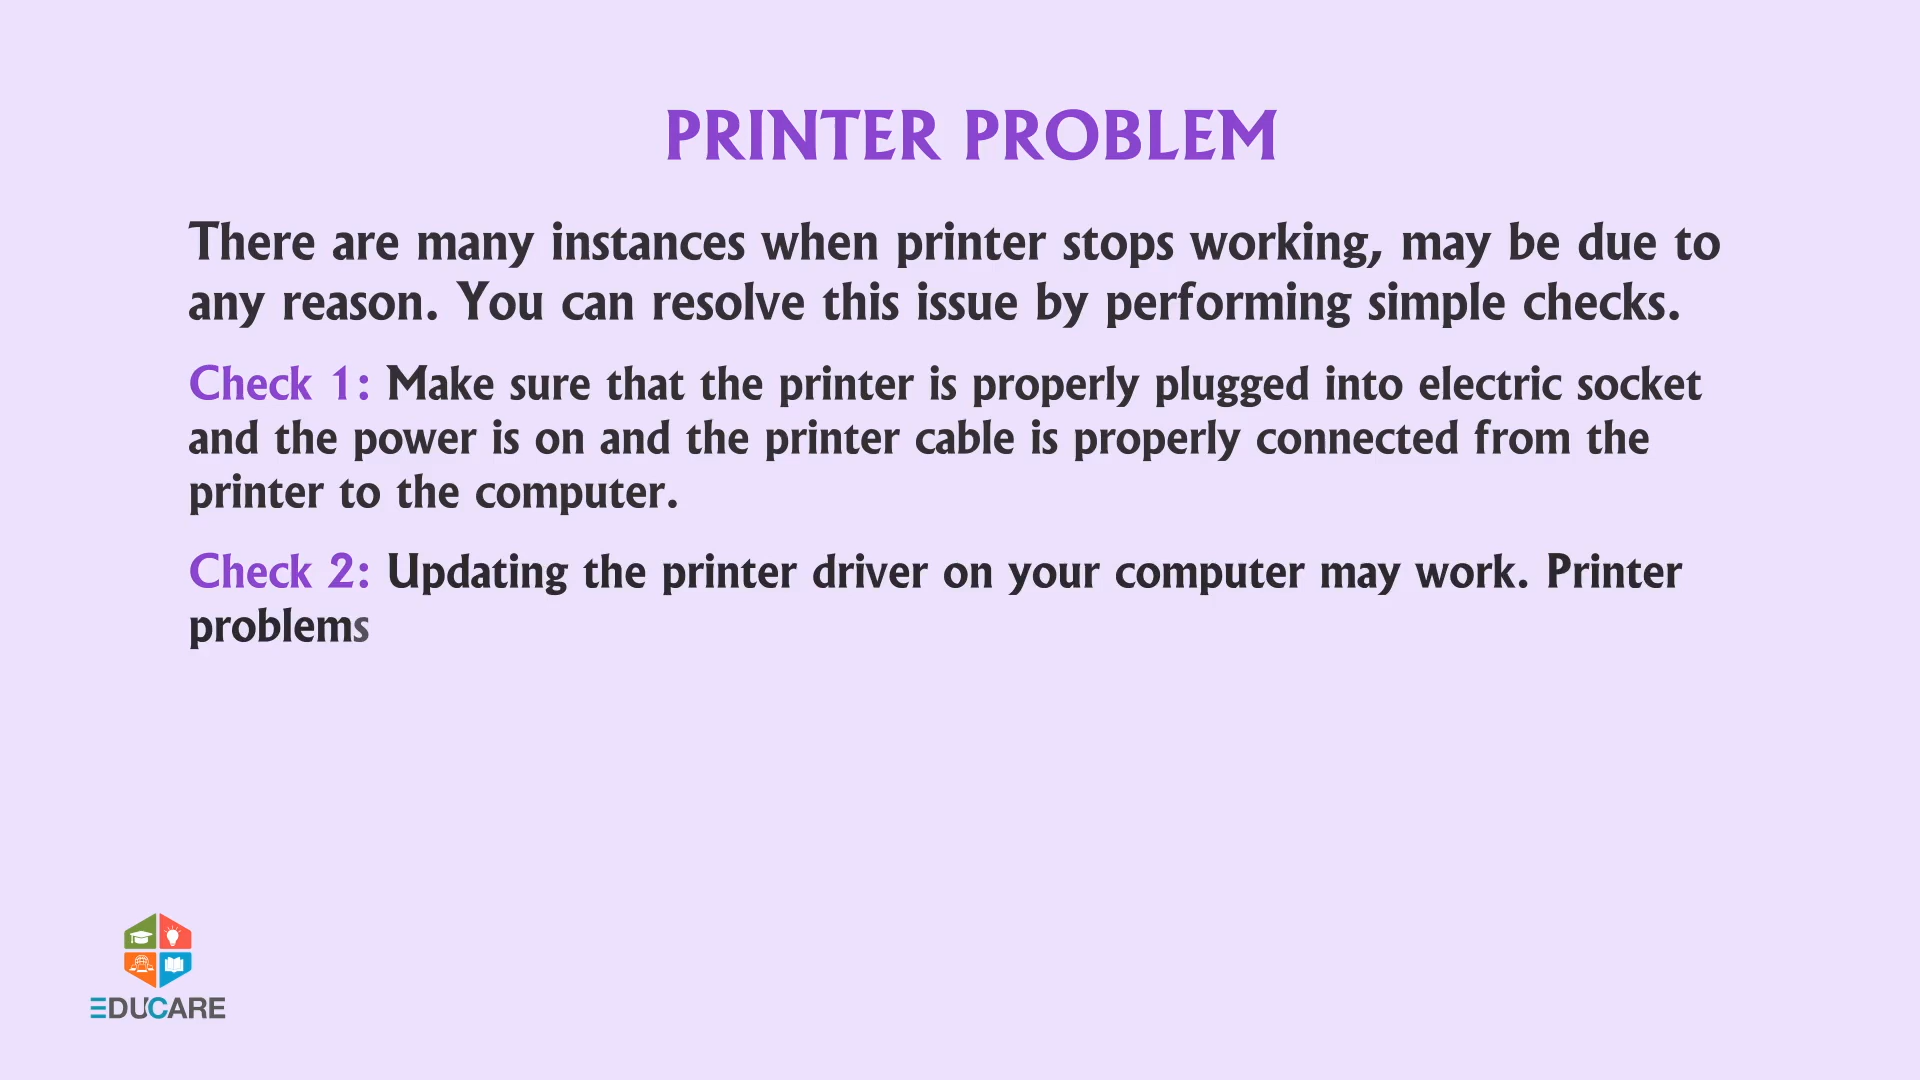 PRINTER PROBLEM
There are many instances when printer stops working, may be due to
any reason. You can resolve this issue by performing simple checks.
Check 1: Make sure that the printer is properly plugged into electric socket
and the power is on and the printer cable is properly connected from the
printer to the computer.
Check 2: Updating the printer driver on your computer may work. Printer
problems
EDUCARE